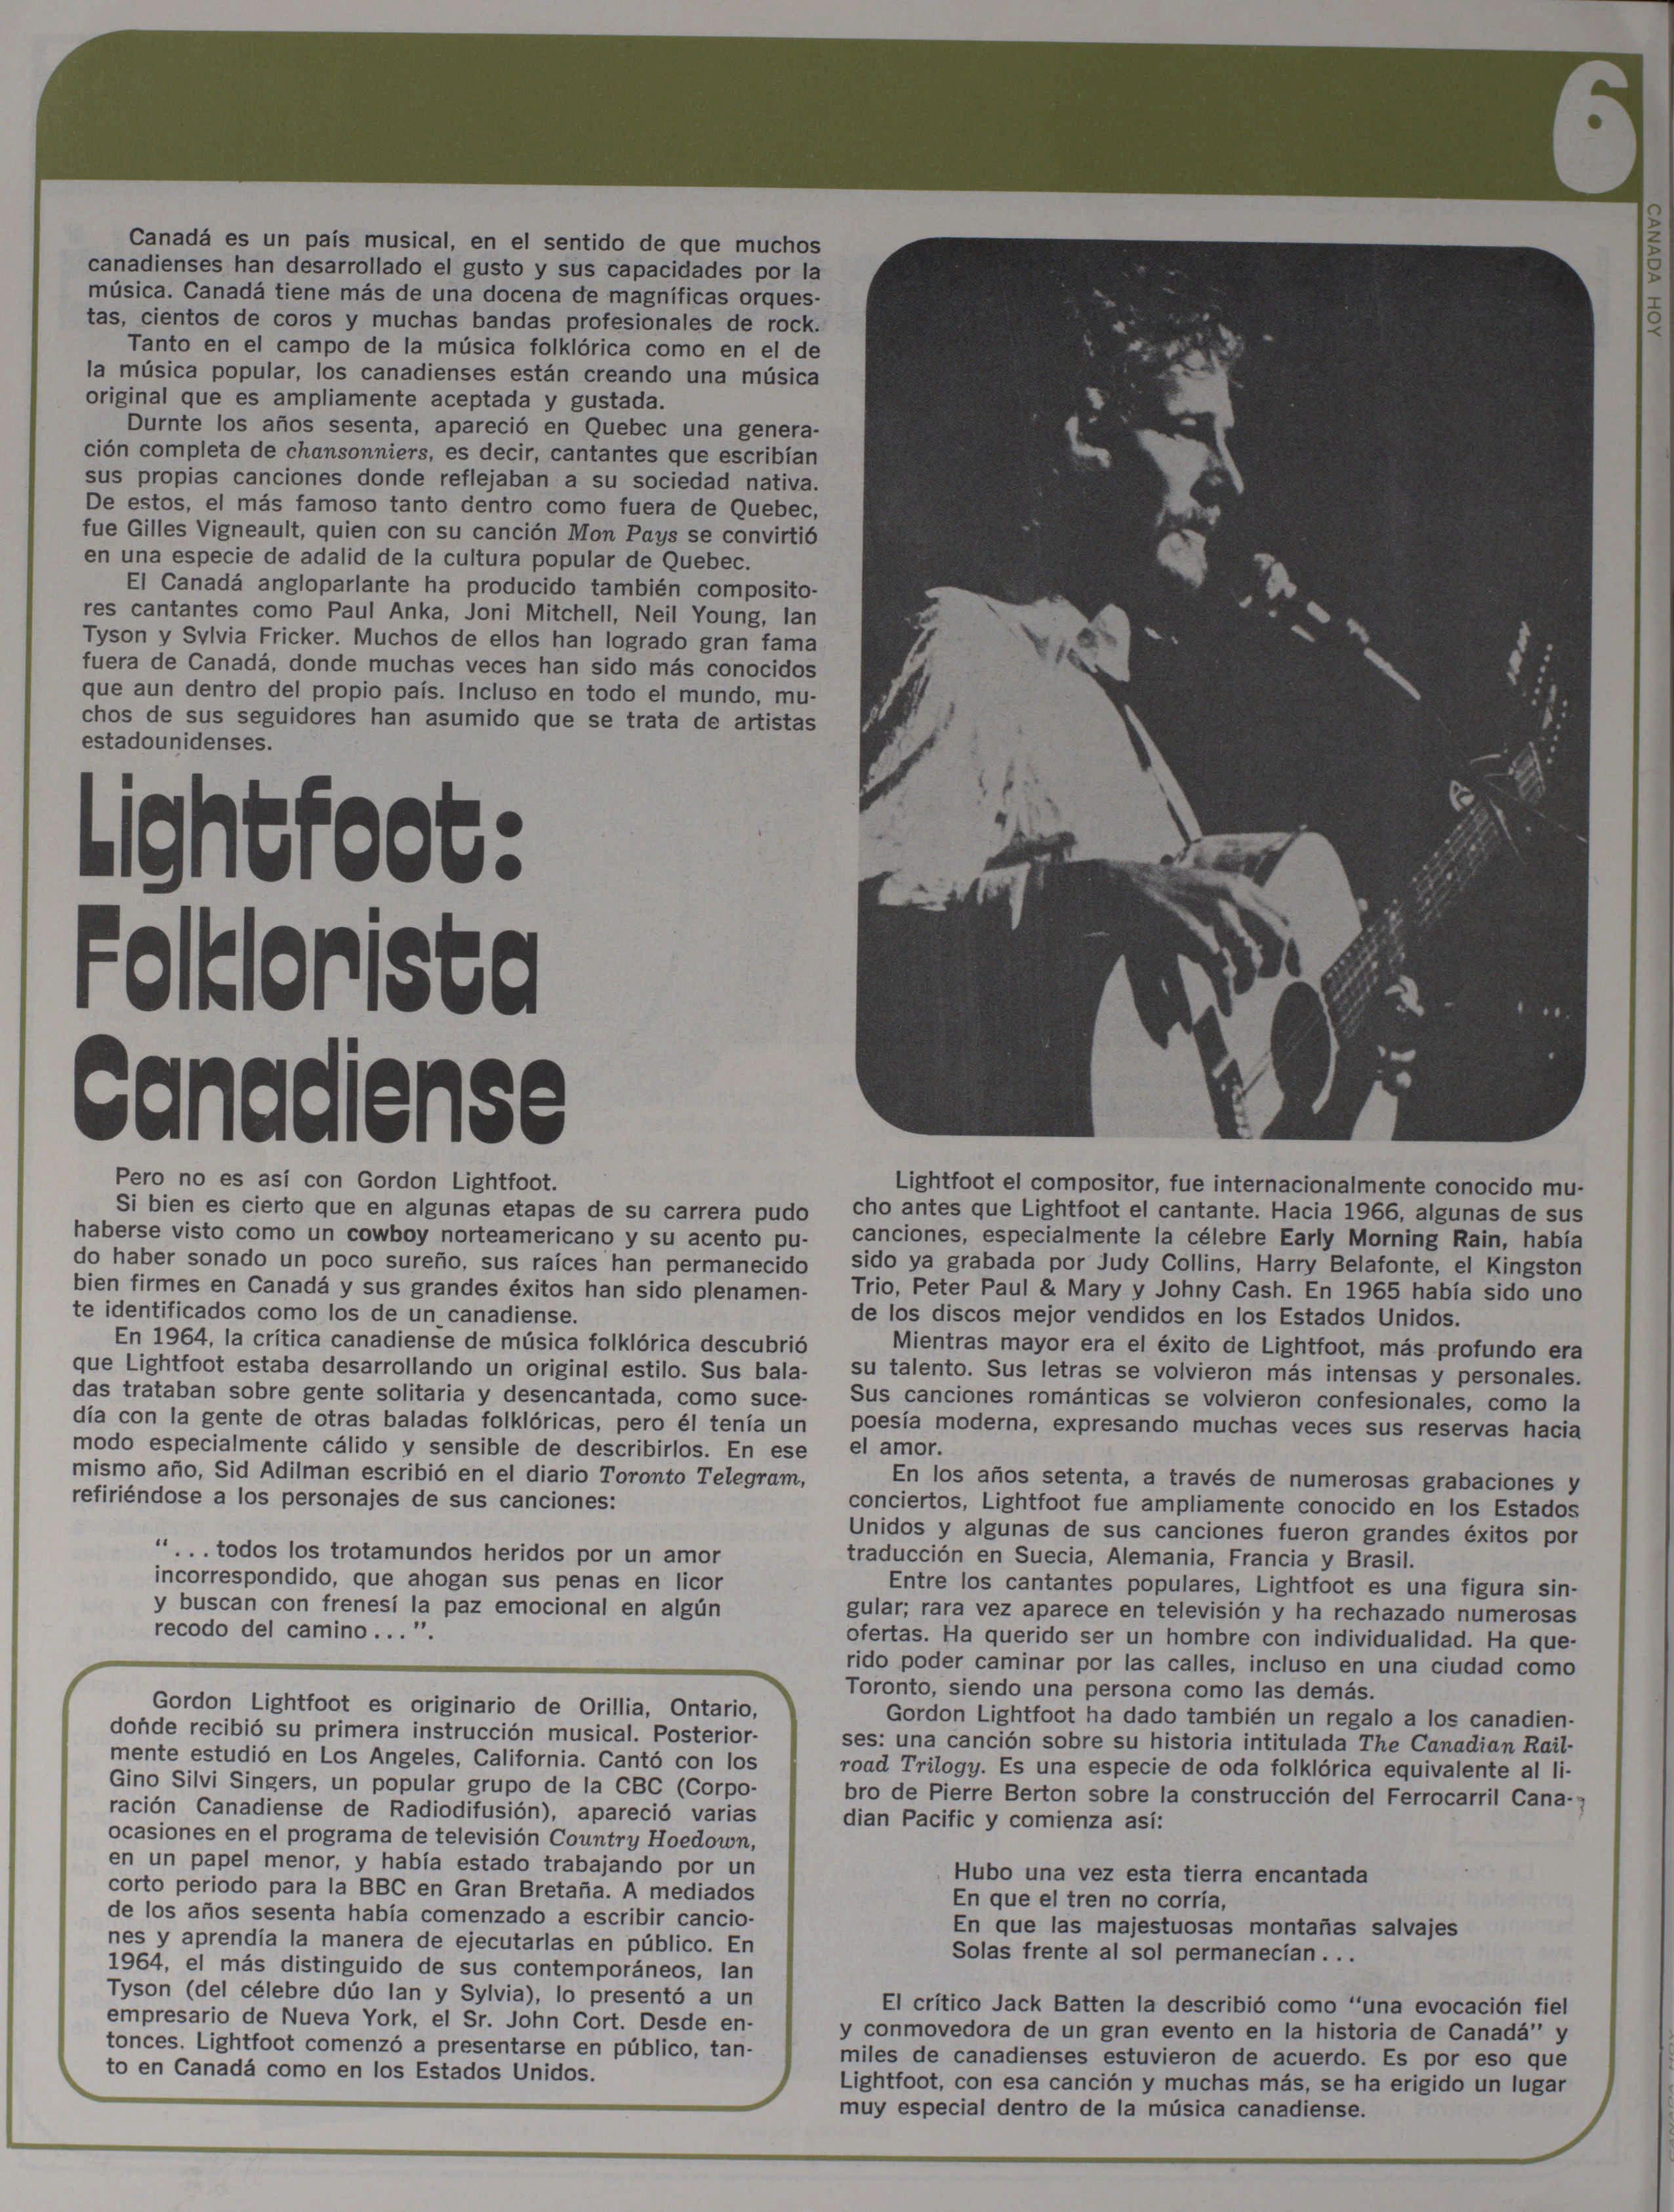 6
CANADA HOY
Canadá es un país musical, en el sentido de que muchos
canadienses han desarrollado el gusto y sus capacidades por la
música. Canadá tiene más de una docena de magníficas orques-
tas, cientos de coros y muchas bandas profesionales de rock.
Tanto en el campo de la música folklórica como en el de
la música popular, los canadienses están creando una música
original que es ampliamente aceptada y gustada.
Durnte los años sesenta, apareció en Quebec una genera-
ción completa de chansonniers, es decir, cantantes que escribían
sus propias canciones donde reflejaban a su sociedad nativa.
De estos, el más famoso tanto dentro como fuera de Quebec,
fue Gilles Vigneault, quien con su canción Mon Pays se convirtió
en una especie de adalid de la cultura popular de Quebec.
El Canadá angloparlante ha producido también composito-
res cantantes como Paul Anka, Joni Mitchell, Neil Young, Ian
Tyson y Sylvia Fricker. Muchos de ellos han logrado gran fama
fuera de Canadá, donde muchas veces han sido más conocidos
que aun dentro del propio país. Incluso en todo el mundo, mu-
chos de sus seguidores han asumido que se trata de artistas
estadounidenses.
Lightfoot:
Folklorista
Canadiense
Pero no es así con Gordon Lightfoot.
Si bien es cierto que en algunas etapas de su carrera pudo
haberse visto como un cowboy norteamericano y su acento pu-
do haber sonado un poco sureño, sus raíces han permanecido
bien firmes en Canadá y sus grandes éxitos han sido plenamen-
te identificados como los de un canadiense.
En 1964, la crítica canadiense de música folklórica descubrió
que Lightfoot estaba desarrollando un original estilo. Sus bala-
das trataban sobre gente solitaria y desencantada, como suce-
día con la gente de otras baladas folklóricas, pero él tenía un
modo especialmente cálido y sensible de describirlos. En ese
mismo año, Sid Adilman escribió en el diario Toronto Telegram,
refiriéndose a los personajes de sus canciones:
“...todos los trotamundos heridos por un amor
incorrespondido, que ahogan sus penas en licor
y buscan con frenesí la paz emocional en algún
recodo del camino...”.
Gordon Lightfoot es originario de Orillia, Ontario,
donde recibió su primera instrucción musical. Posterior-
mente estudió en Los Angeles, California. Cantó con los
Gino Silvi Singers, un popular grupo de la CBC (Corpo-
ración Canadiense de Radiodifusión), apareció varias
ocasiones en el programa de televisión Country Hoedown,
en un papel menor, y había estado trabajando por un
corto periodo para la BBC en Gran Bretaña. A mediados
de los años sesenta había comenzado a escribir cancio-
nes y aprendía la manera de ejecutarlas en público. En
1964, el más distinguido de sus contemporáneos, Ian
Tyson (del célebre dúo Ian y Sylvia), lo presentó a un
empresario de Nueva York, el Sr. John Cort. Desde en-
tonces. Lightfoot comenzó a presentarse en público, tan-
to en Canadá como en los Estados Unidos.
Lightfoot el compositor, fue internacionalmente conocido mu-
cho antes que Lightfoot el cantante. Hacia 1966, algunas de sus
canciones, especialmente la célebre Early Morning Rain, había
sido ya grabada por Judy Collins, Harry Belafonte, el Kingston
Trio, Peter Paul & Mary y Johny Cash. En 1965 había sido uno
de los discos mejor vendidos en los Estados Unidos.
Mientras mayor era el éxito de Lightfoot, más profundo era
su talento. Sus letras se volvieron más intensas y personales.
Sus canciones románticas se volvieron confesionales, como la
poesía moderna, expresando muchas veces sus reservas hacia
el amor.
En los años setenta, a través de numerosas grabaciones y
conciertos, Lightfoot fue ampliamente conocido en los Estados
Unidos y algunas de sus canciones fueron grandes éxitos por
traducción en Suecia, Alemania, Francia y Brasil.
Entre los cantantes populares, Lightfoot es una figura sin-
gular; rara vez aparece en televisión y ha rechazado numerosas
ofertas. Ha querido ser un hombre con individualidad. Ha que-
rido poder caminar por las calles, incluso en una ciudad como
Toronto, siendo una persona como las demás.
Gordon Lightfoot ha dado también un regalo a los canadien-
ses: una canción sobre su historia intitulada The Canadian Rail-
road Trilogy. Es una especie de oda folklórica equivalente al li-
bro de Pierre Berton sobre la construcción del Ferrocarril Cana-
dian Pacific y comienza así:
Hubo una vez esta tierra encantada
En que el tren no corría,
En que las majestuosas montañas salvajes
Solas frente al sol permanecían...
El crítico Jack Batten la describió como “una evocación fiel
y conmovedora de un gran evento en la historia de Canadá” y
miles de canadienses estuvieron de acuerdo. Es por eso que
Lightfoot, con esa canción y muchas más, se ha erigido un lugar
muy especial dentro de la música canadiense.